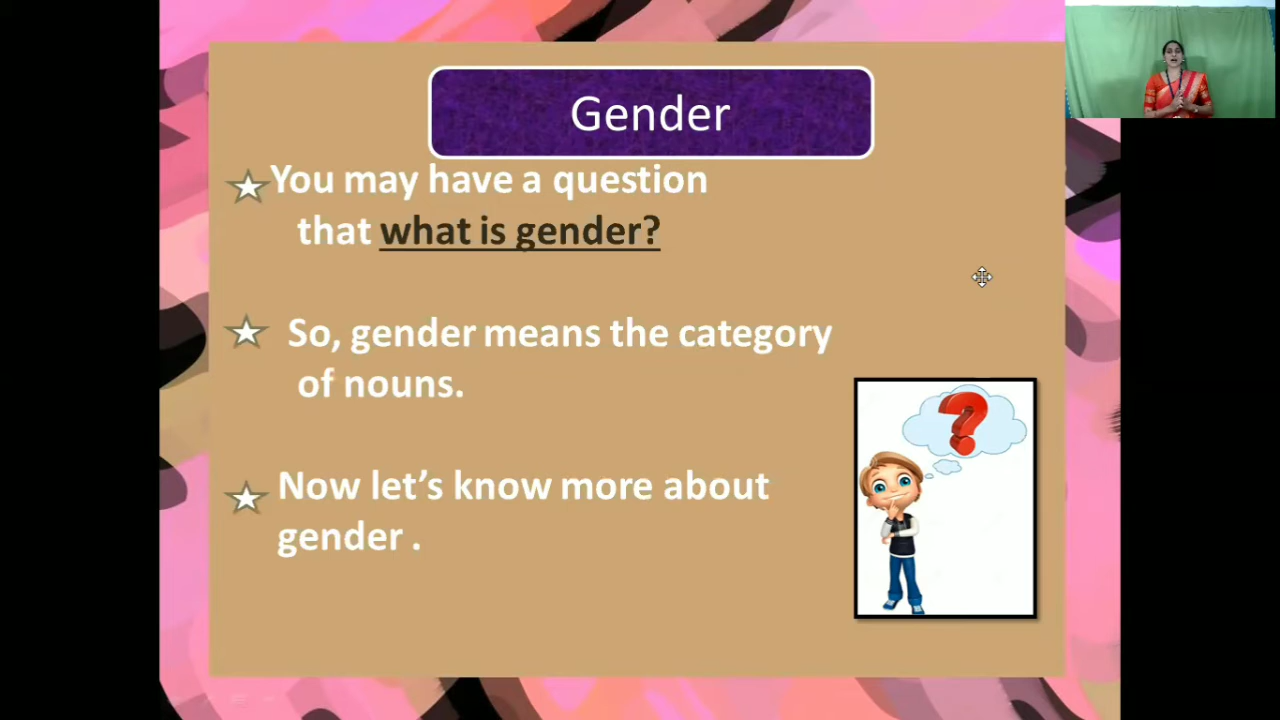 Gender
You may have a question
that what is gender?
So, gender means the category
of nouns.
Now let’s know more about
gender .
?